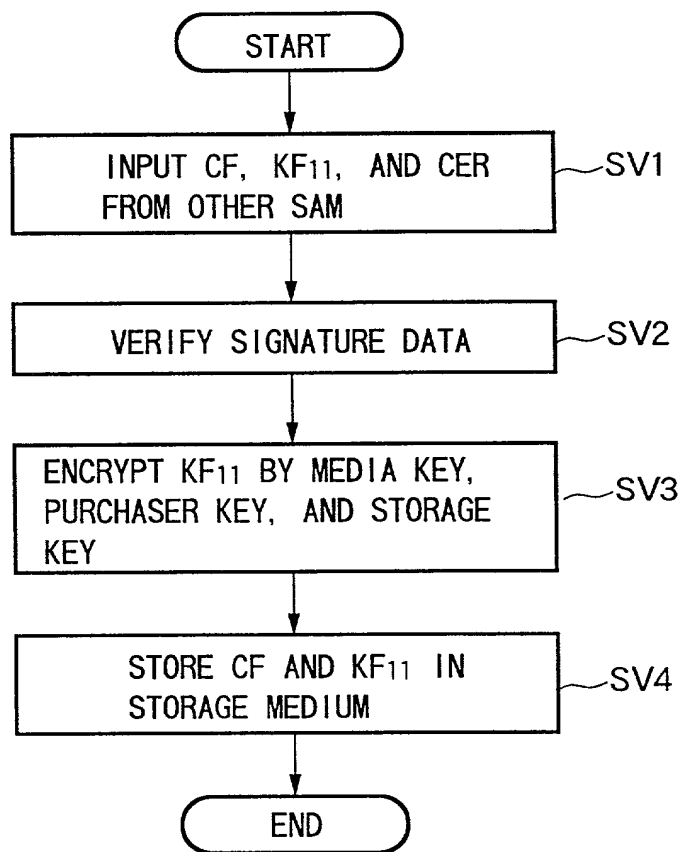 START
INPUT CF, KF11, AND CER
FROM OTHER SAM
SV1
VERIFY SIGNATURE DATA
SV2
ENCRYPT KF11 BY MEDIA KEY,
PURCHASER KEY, AND STORAGE
KEY
SV3
STORE CF AND KF11 IN
STORAGE MEDIUM
SV4
END